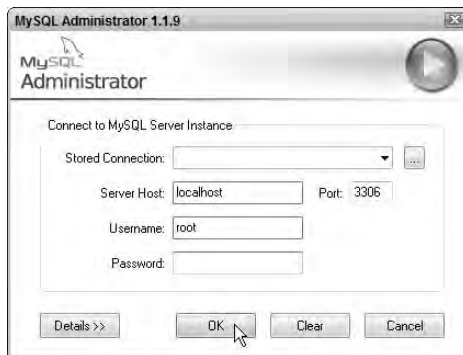 MySQL Administrator 1.1.9
MySQL
Administrator
Connect to MySQL Server Instance
Stored Connection:
...
Server Host: localhost Port: 3306
Username: root
Password:
Details >> OK Clear Cancel